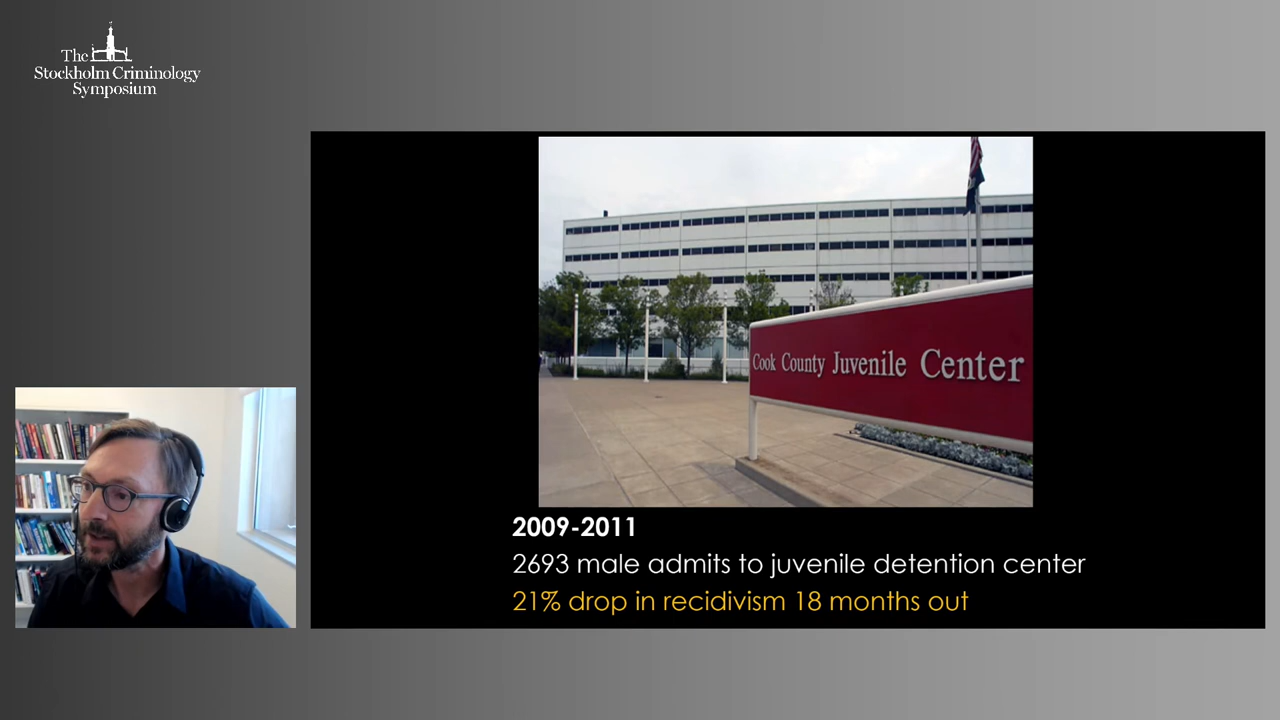 The
Stockholm Criminology
Symposium
Cook County Juvenile Center
2009-2011
2693 male admits to juvenile detention center
21% drop in recidivism 18 months out